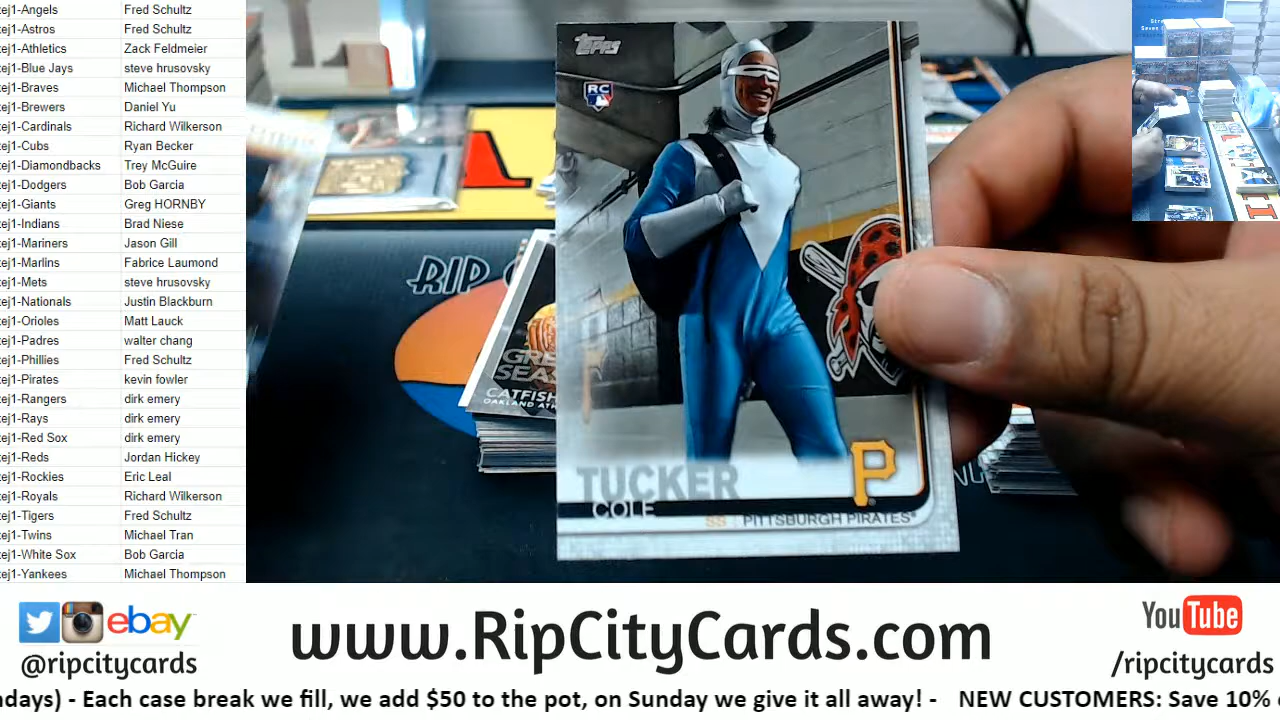 ej1-Angels Fred Schultz
ej1-Astros Fred Schultz
ej1-Athletics Zack Feldmeier
ej1-Blue Jays steve hrusovsky
ej1-Braves Michael Thompson
ej1-Brewers Daniel Yu
ej1-Cardinals Richard Wilkerson
ej1-Cubs Ryan Becker
ej1-Diamondbacks Trey McGuire
ej1-Dodgers Bob Garcia
ej1-Giants Greg HORNBY
ej1-Indians Brad Niese
ej1-Mariners Jason Gill
ej1-Marlins Fabrice Laumond
ej1-Mets steve hrusovsky
ej1-Nationals Justin Blackburn
ej1-Orioles Matt Lauck
ej1-Padres walter chang
ej1-Phillies Fred Schultz
ej1-Pirates kevin fowler
ej1-Rangers dirk emery
ej1-Rays dirk emery
ej1-Red Sox dirk emery
ej1-Reds Jordan Hickey
ej1-Rockies Eric Leal
ej1-Royals Richard Wilkerson
ej1-Tigers Fred Schultz
ej1-Twins Michael Tran
ej1-White Sox Bob Garcia
ej1-Yankees Michael Thompson
Topps
RC
RIP
CATFISH
OAKLAND
P
TUCKER
COLE
SS PITTSBURGH PIRATES
ebay
@ripcitycards
www.RipCityCards.com
YouTube
/ripcitycards
ndays) - Each case break we fill, we add $50 to the pot, on Sunday we give it all away! - NEW CUSTOMERS: Save 10%